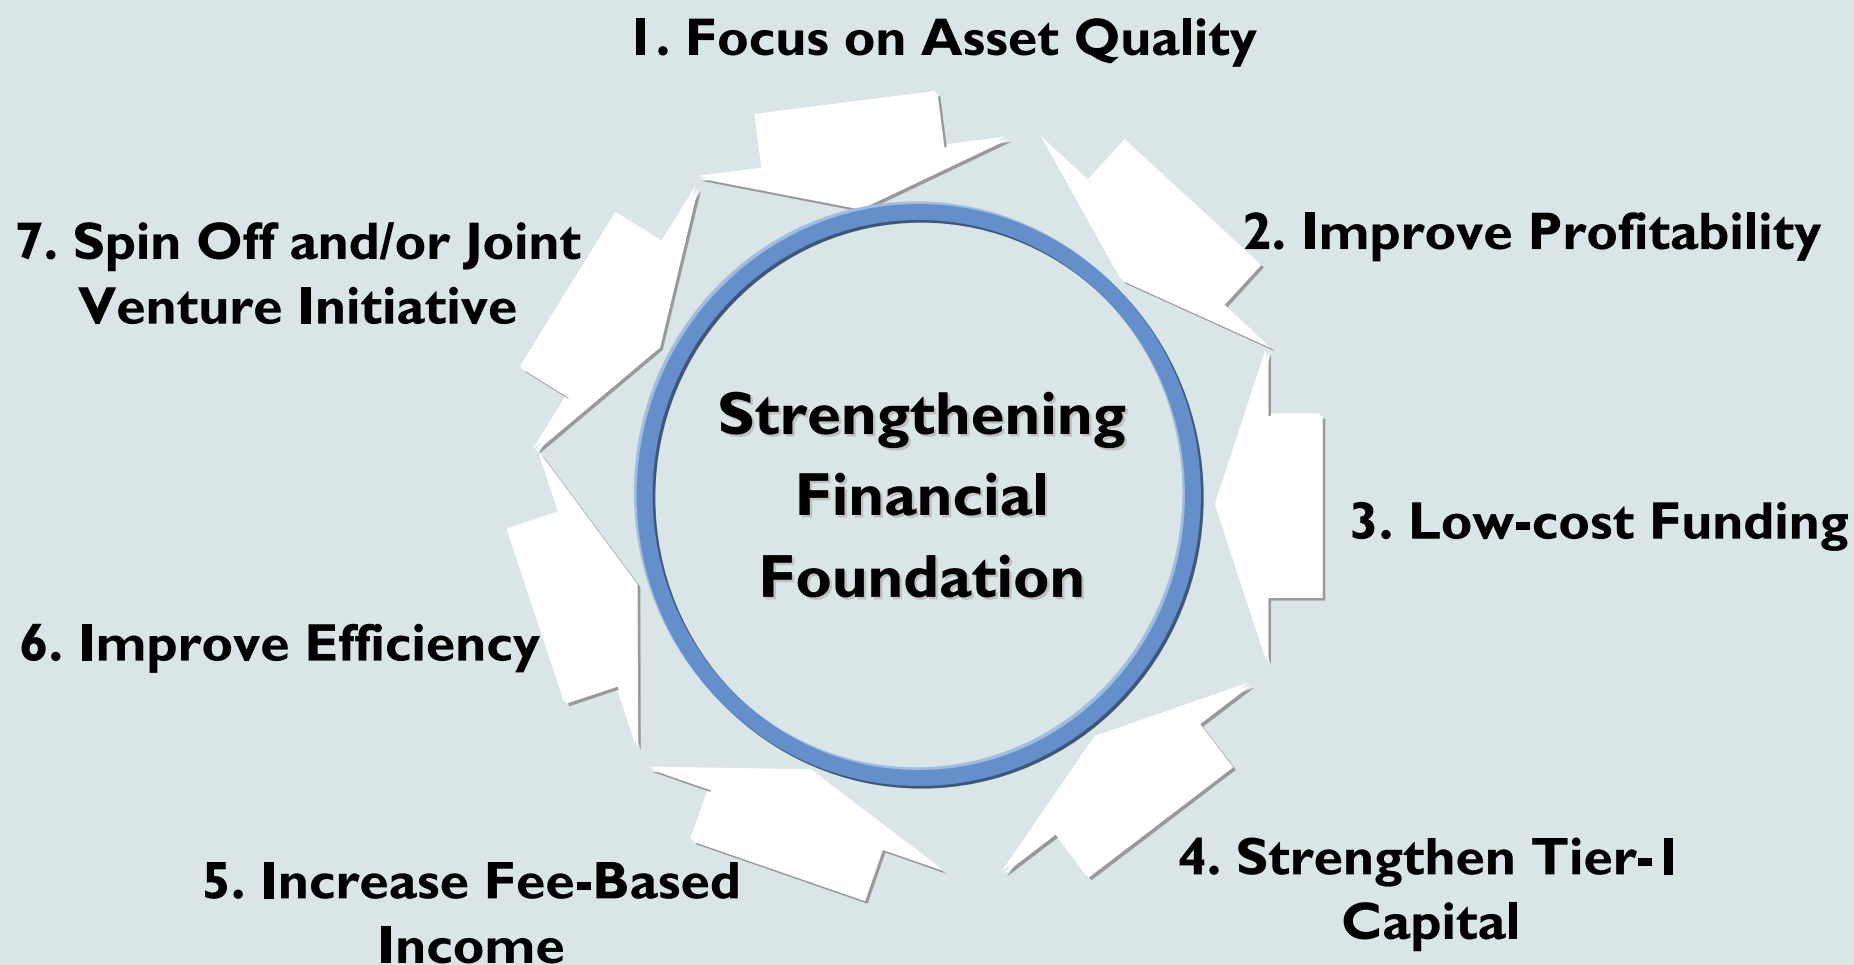 1. Focus on Asset Quality
2. Improve Profitability
3. Low-cost Funding
4. Strengthen Tier-1
Capital
5. Increase Fee-Based
Income
6. Improve Efficiency
7. Spin Off and/or Joint
Venture Initiative
Strengthening
Financial
Foundation